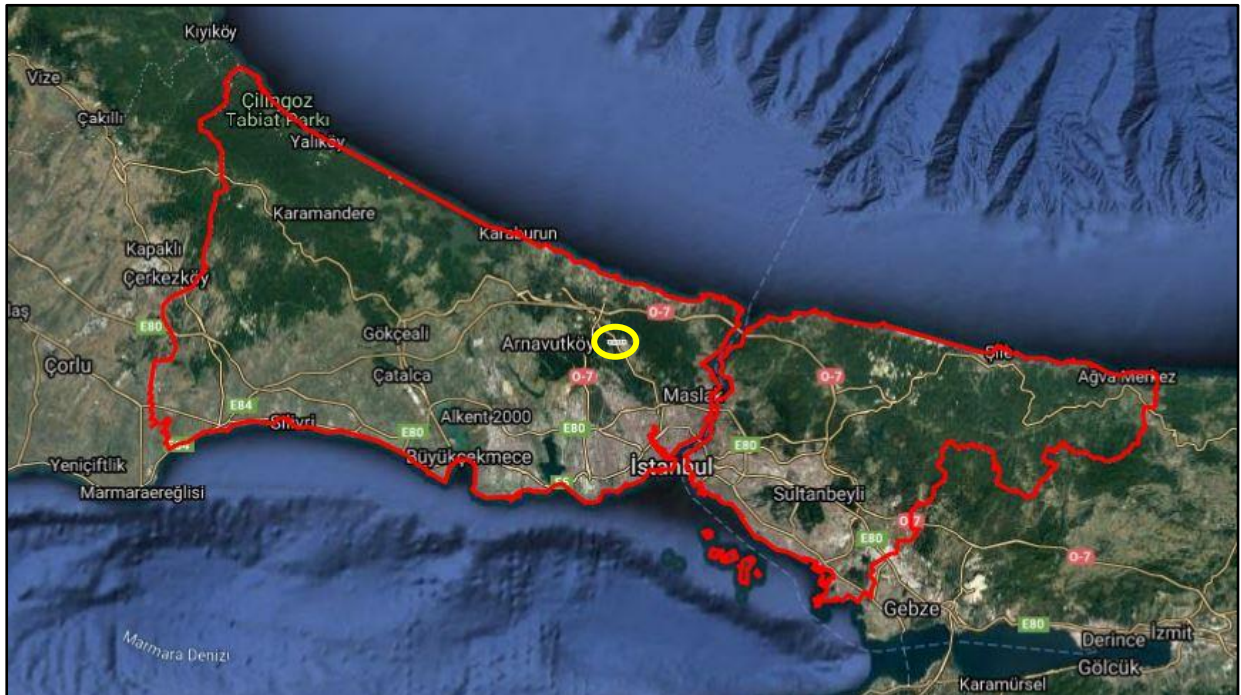 Kıyıköy
Vize
Çilingoz
Tabiat Parkı
Çakıllı
Yalıköy
Karamandere
Karaburun
Kapaklı
Çerkezköy
O-7
E80
Gökçeali
Arnavutköy
Şile
Çorlu
Çatalca
O-7
O-7
Ağva Merkez
Maslak
E84
Alkent 2000
Silivri
E80
E80
E80
Büyükçekmece
İstanbul
Yeniçiftlik
Marmaraereğlisi
E5
Sultanbeyli
O-7
E80
O-7
Gebze
E80
Derince
İzmit
Marmara Denizi
Gölcük
Karamürsel